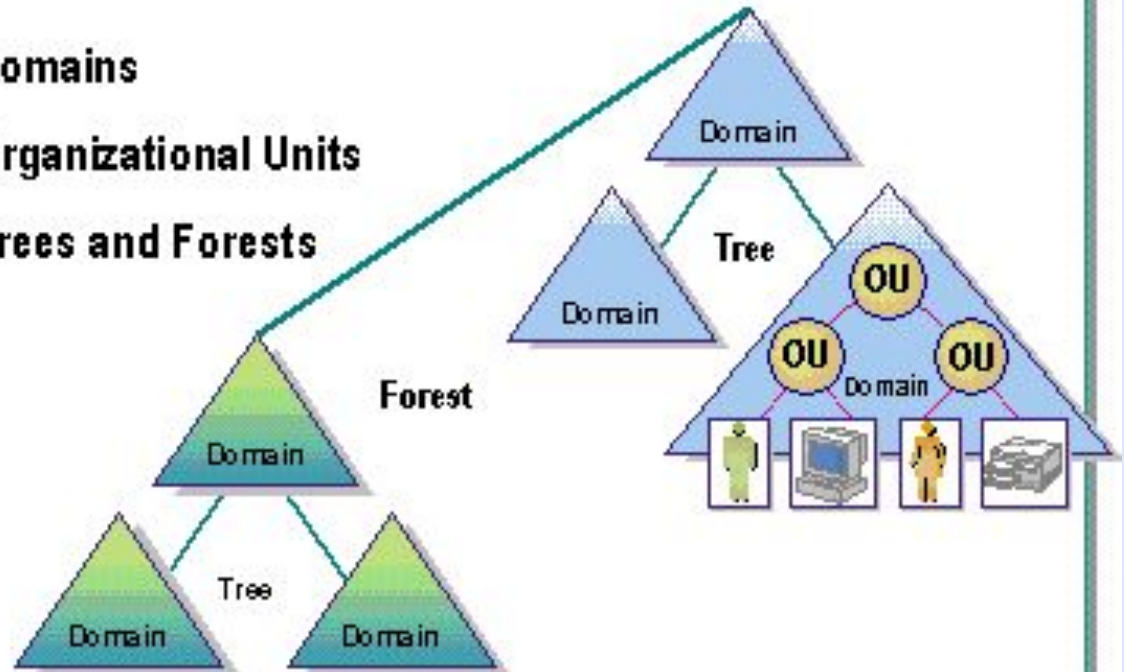 omains
rganizational Units
rees and Forests
Domain
Domain
Tree
OU
OU
OU
Domain
Forest
Domain
Tree
Domain
Domain